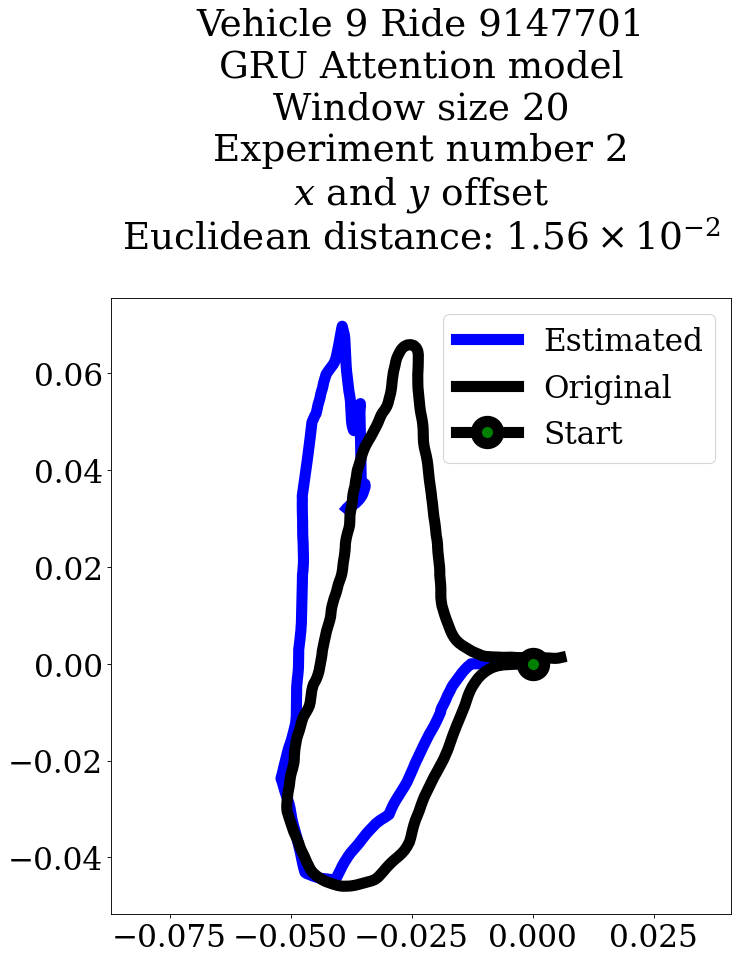 Vehicle 9 Ride 9147701
GRU Attention model
Window size 20
Experiment number 2
x and y offset
Euclidean distance: 1.56 × 10⁻²
Estimated
Original
Start
0.06
0.04
0.02
0.00
−0.02
−0.04
−0.075 −0.050 −0.025 0.000 0.025